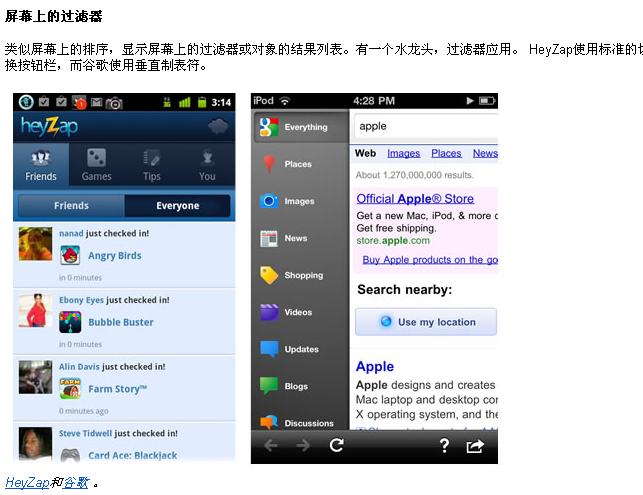 屏幕上的过滤器
类似屏幕上的排序，显示屏幕上的过滤器或对象的结果列表。有一个水龙头，过滤器应用。 HeyZap使用标准的切
换按钮栏，而谷歌使用垂直制表符。
3:14
heyZap
Friends Games Tips You
Friends Everyone
nanad just checked in!
Angry Birds
in 0 minutes
Ebony Eyes just checked in!
Bubble Buster
in 0 minutes
Alin Davis just checked in!
FARM
Farm Story™
0 minutes ago
Steve Tidwell just checked in!
Card Ace: Blackjack
iPod 4:28 PM
Everything
Places
Images
News
Shopping
Videos
Updates
Blogs
Discussions
apple
Web Images Places News
About 1,270,000,000 results.
Official Apple® Store
Get a new Mac, iPod, & more
Get free shipping.
store.apple.com
Buy Apple products on the go
Search nearby:
Use my location
Apple
Apple designs and creates
Mac laptop and desktop
X operating system, and the
HeyZap和谷歌 。